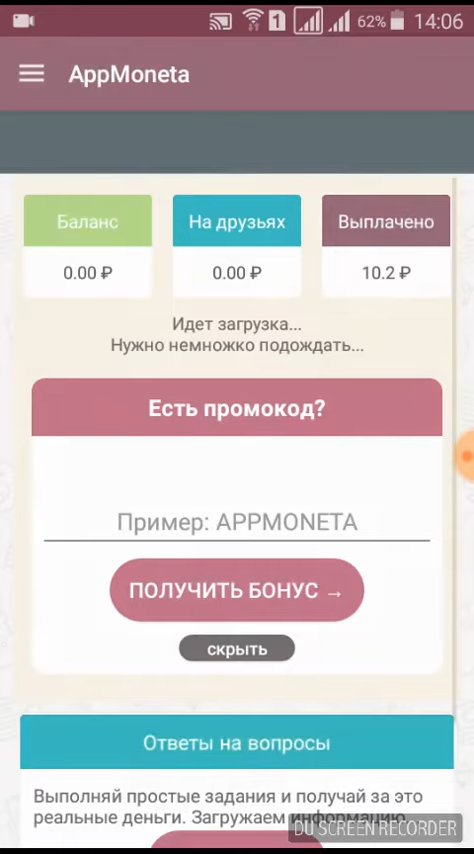 1 62% 14:06
AppMoneta
Баланс На друзьях Выплачено
0.00 ₽ 0.00 ₽ 10.2 ₽
Идет загрузка...
Нужно немножко подождать...
Есть промокод?
Пример: APPMONETA
ПОЛУЧИТЬ БОНУС →
скрыть
Ответы на вопросы
Выполняй простые задания и получай за это
реальные деньги. Загружаем информацию
DU SCREEN RECORDER